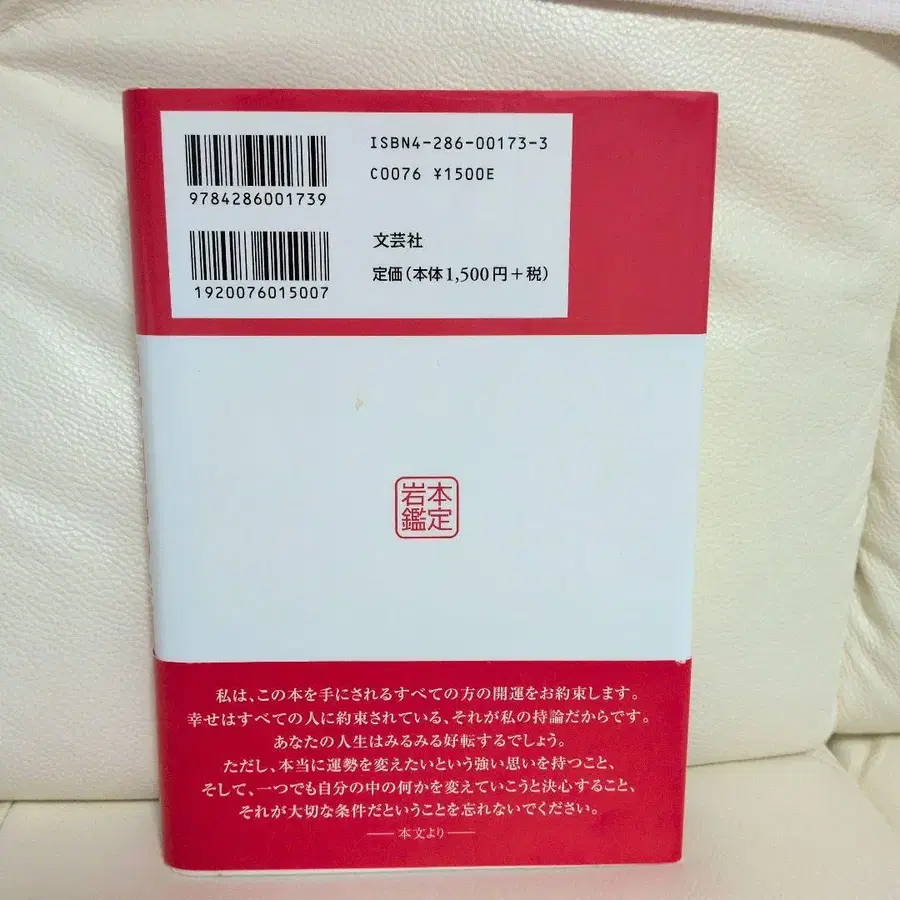 ISBN4-286-00173-3
C0076 ¥1500E
9784286001739
文芸社
定価(本体1,500円+税)
1920076015007
岩本
鑑定
私は、この本を手にされるすべての方の開運をお約束します。
幸せはすべての人に約束されている、それが私の持論だからです。
あなたの人生はみるみる好転するでしょう。
ただし、本当に運勢を変えたいという強い思いを持つこと、
そして、一つでも自分の中の何かを変えていこうと決心すること、
それが大切な条件だということを忘れないでください。
── 本文より ──